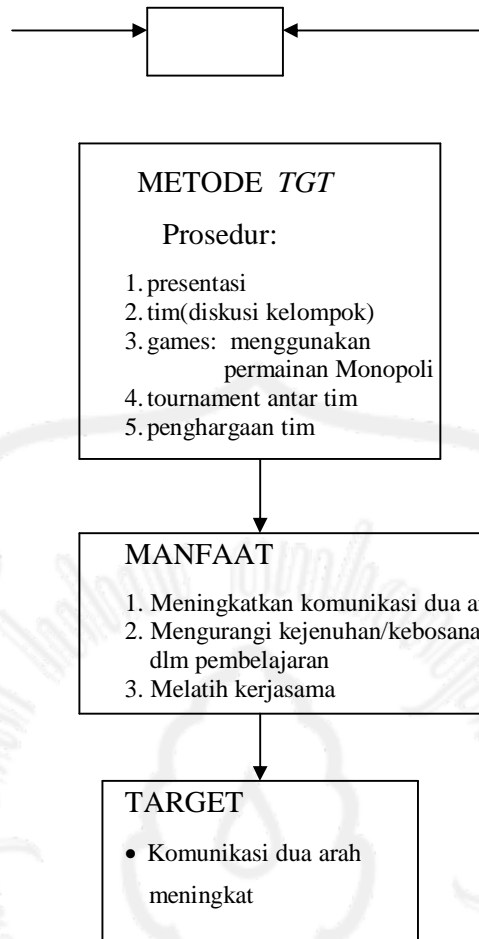 METODE TGT
Prosedur:
1. presentasi
2. tim(diskusi kelompok)
3. games: menggunakan
permainan Monopoli
4. tournament antar tim
5. penghargaan tim
MANFAAT
1. Meningkatkan komunikasi dua
2. Mengurangi kejenuhan/kebosana
dlm pembelajaran
3. Melatih kerjasama
TARGET
• Komunikasi dua arah
meningkat